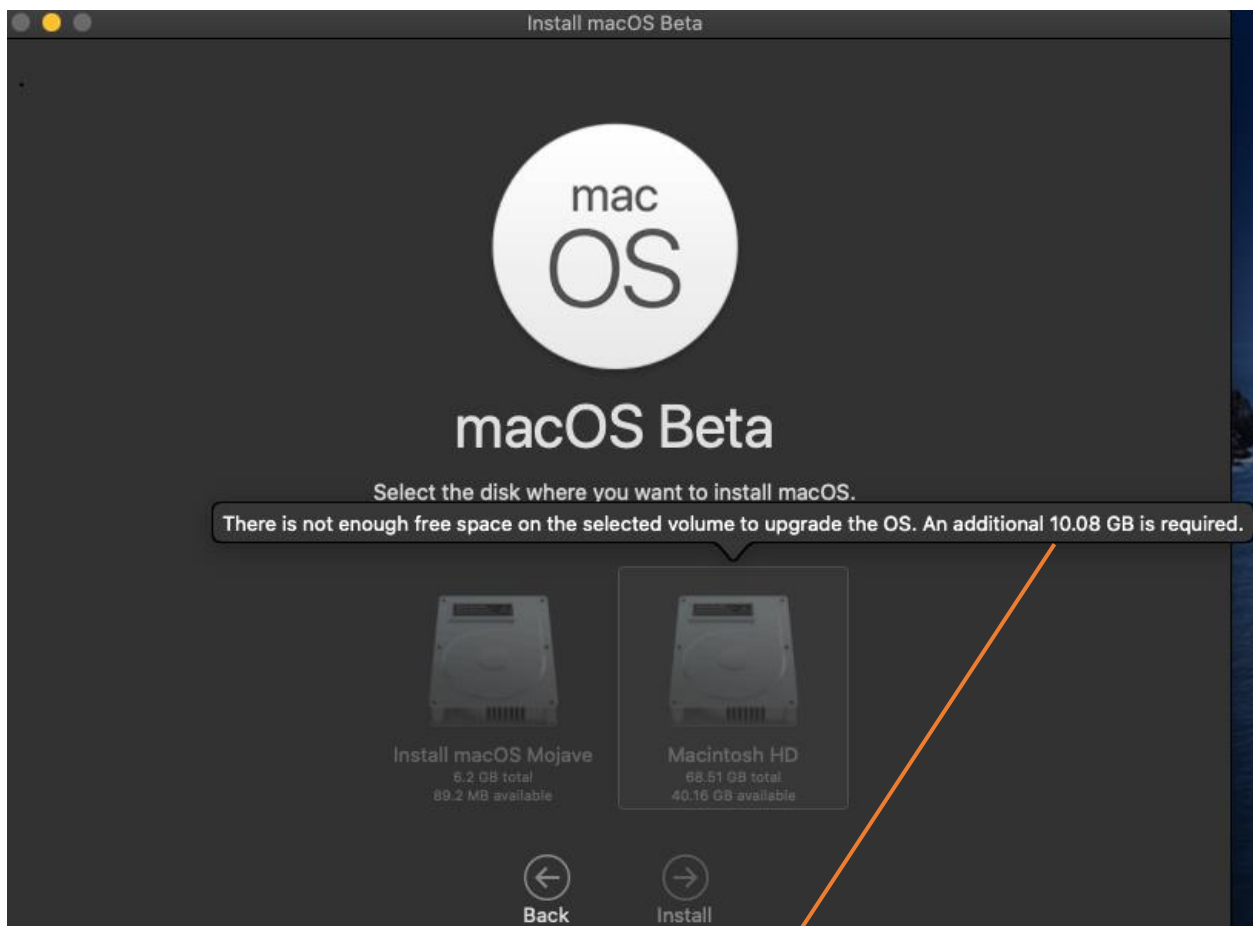 Install macOS Beta
mac
OS
macOS Beta
Select the disk where you want to install macOS.
There is not enough free space on the selected volume to upgrade the OS. An additional 10.08 GB is required.
Install macOS Mojave
6.2 GB total
89.2 MB available
Macintosh HD
68.51 GB total
40.16 GB available
Back
Install